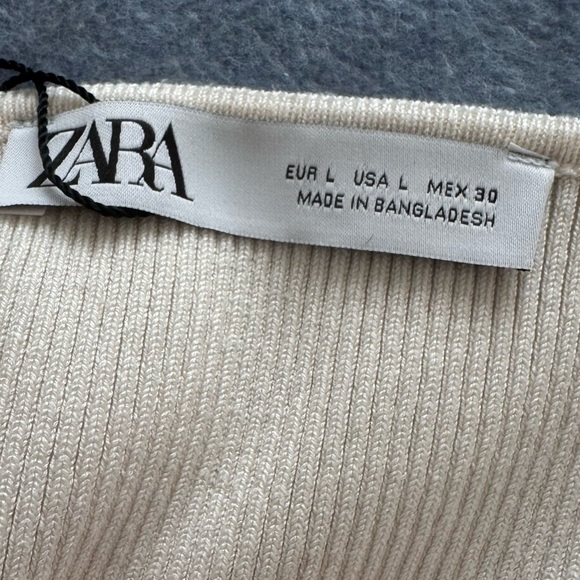 ZARA
EUR L USA L MEX 30
MADE IN BANGLADESH